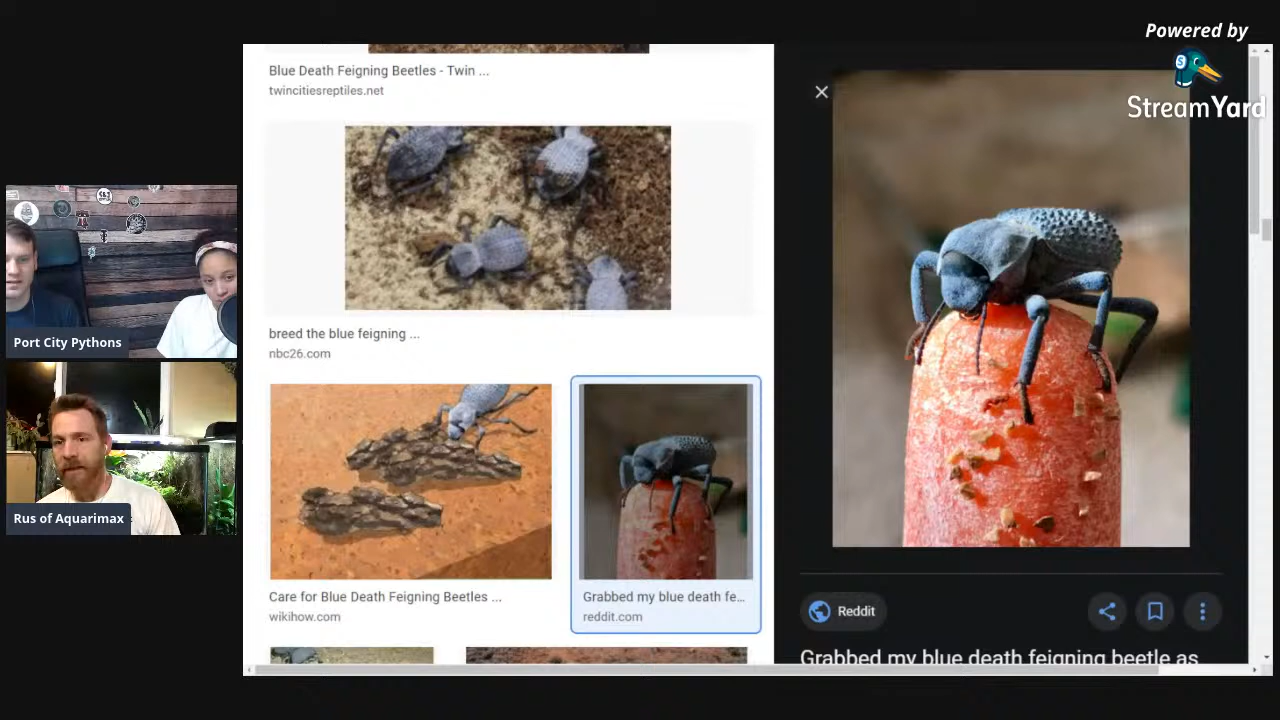 Powered by
StreamYard
Blue Death Feigning Beetles - Twin ...
twincitiesreptiles.net
breed the blue feigning ...
nbc26.com
Care for Blue Death Feigning Beetles ...
wikihow.com
Grabbed my blue death fe...
reddit.com
Reddit
Grabbed my blue death feigning beetle as
Port City Pythons
Rus of Aquarimax